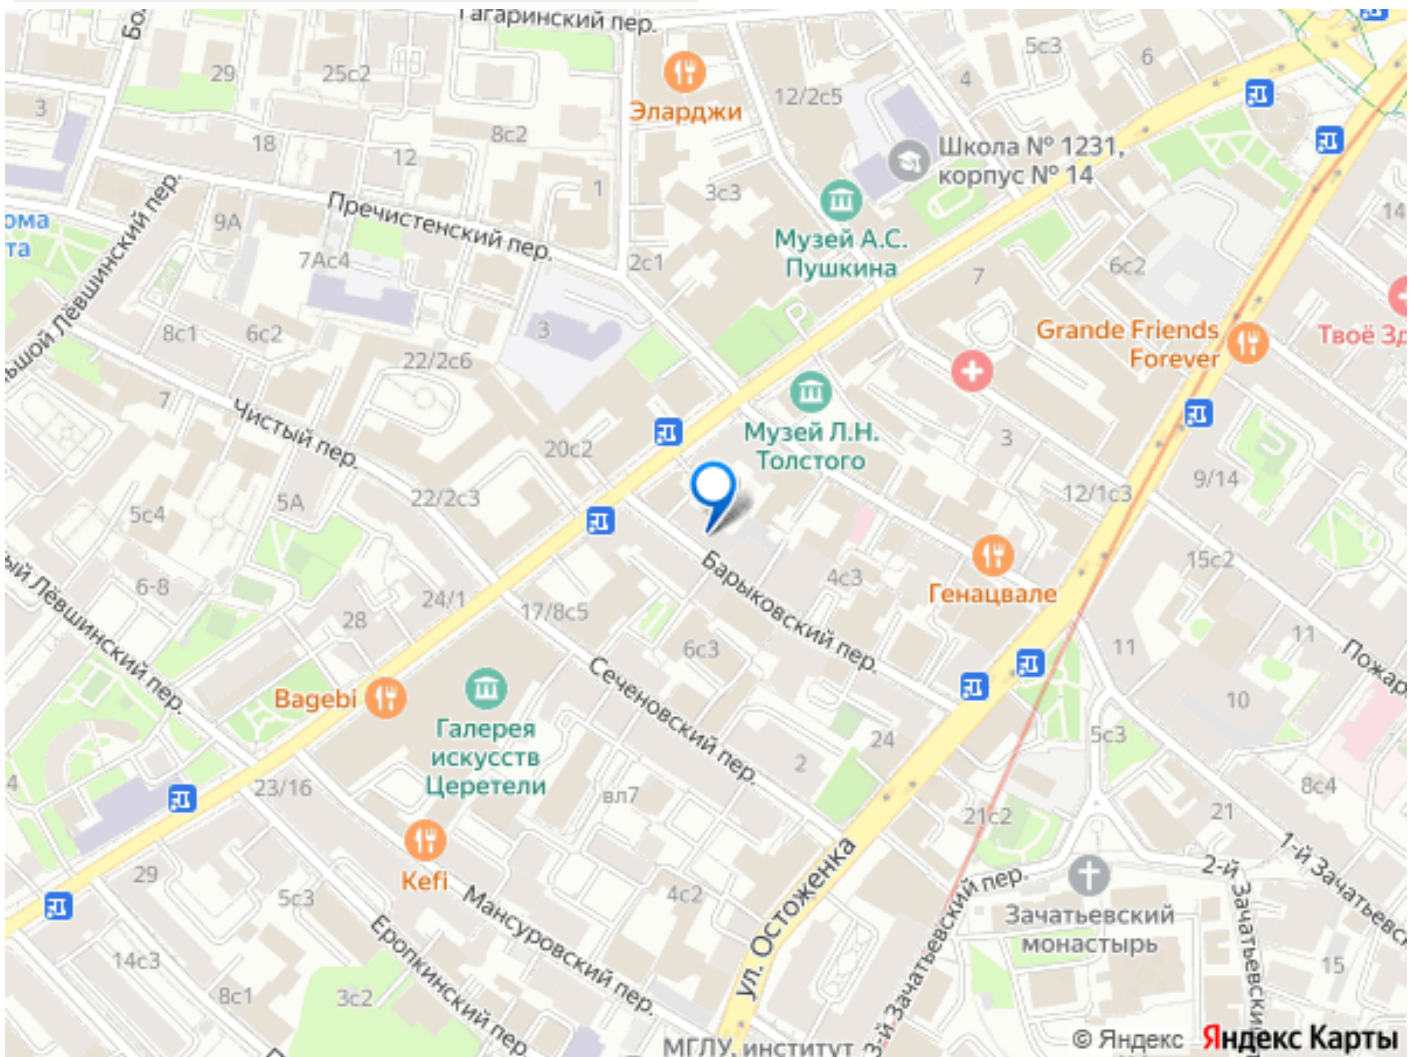 Гагаринский пер.
5с3
6
29
25с2
4
Эларджи
12/2с5
3
8с2
18
12
Школа № 1231,
корпус № 14
1
3с3
Пречистенский пер.
9А
14
Музей А.С.
Пушкина
7Ас4
2с1
7
6с2
8с1
6с2
3
Grande Friends
Forever
22/2с6
7
Чистый пер.
Музей Л.Н.
Толстого
3
20с2
9/14
12/1с3
5А
22/2с3
5с4
15с2
4с3
Барыковский пер.
Генацвале
6-8
24/1
17/8с5
28
11
11
6с3
Сеченовский пер.
Bagebi
10
Галерея
искусств
Церетели
24
5с3
2
23/16
вл7
8с4
21с2
21
ул. Остоженка
1-й Зачатьевск
2-й Зачатьевский
Kefi
29
5с3
4с2
3-й Зачатьевский пер.
Зачатьевский
монастырь
Мансуровский пер.
Еропкинский пер.
14с3
15
8с1
3с2
МГЛУ, институт
© Яндекс Яндекс Карты